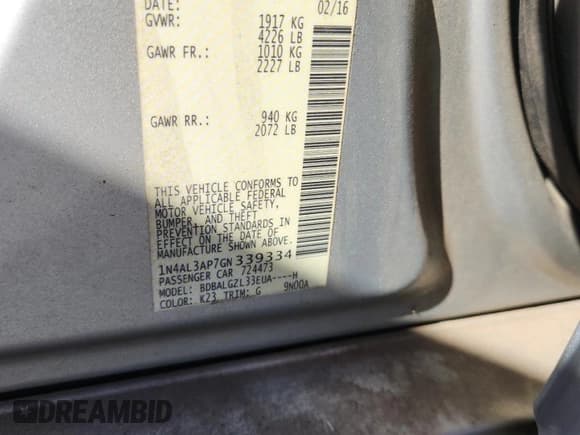 DATE: 02/16
GVWR: 1917 KG
4226 LB
GAWR FR.: 1010 KG
2227 LB
GAWR RR.: 940 KG
2072 LB
THIS VEHICLE CONFORMS TO
ALL APPLICABLE FEDERAL
MOTOR VEHICLE SAFETY,
BUMPER, AND THEFT
PREVENTION STANDARDS IN
EFFECT ON THE DATE OF
MANUFACTURE SHOWN ABOVE.
1N4AL3AP7GN339334
PASSENGER CAR 724473
MODEL: BDBALGZL33EUA----H
COLOR: K23 TRIM: G 9N00A
DREAMBID